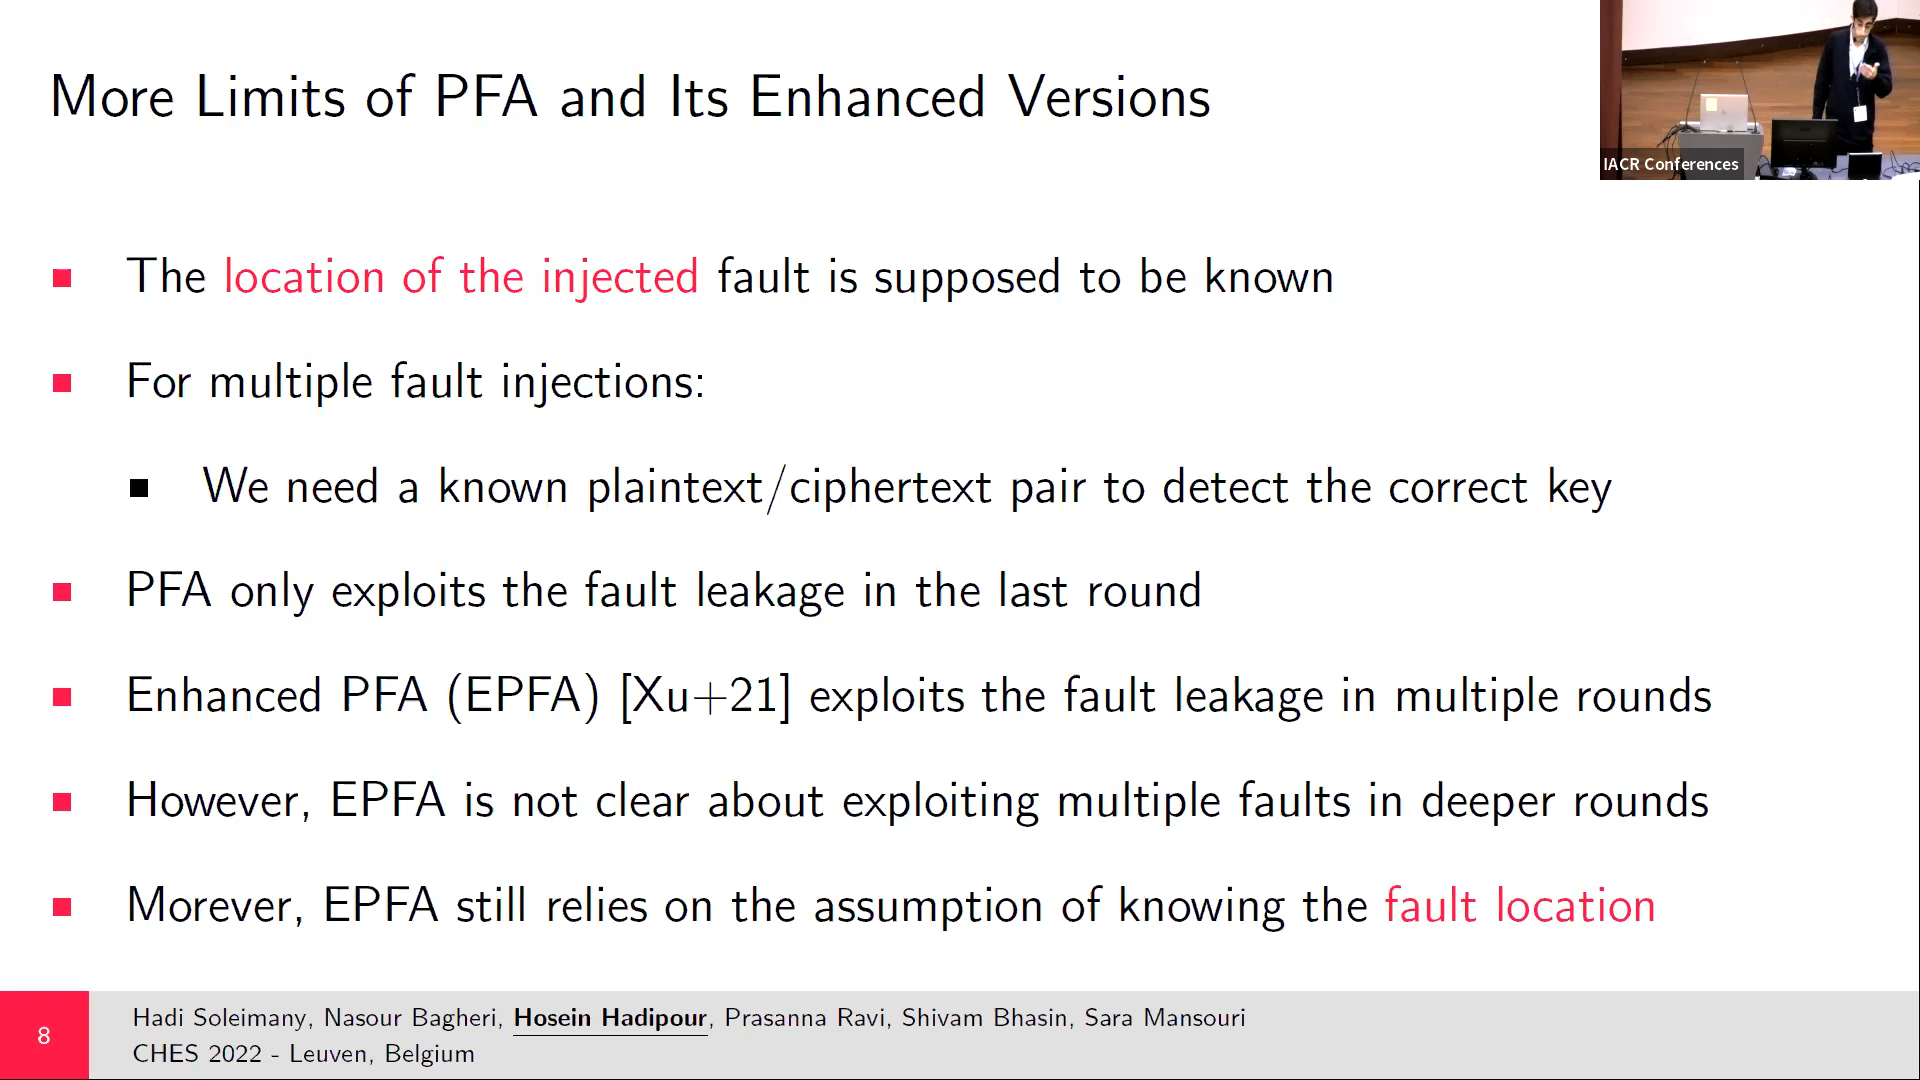 More Limits of PFA and Its Enhanced Versions
IACR Conferences
The location of the injected fault is supposed to be known
For multiple fault injections:
We need a known plaintext/ciphertext pair to detect the correct key
PFA only exploits the fault leakage in the last round
Enhanced PFA (EPFA) [Xu+21] exploits the fault leakage in multiple rounds
However, EPFA is not clear about exploiting multiple faults in deeper rounds
Morever, EPFA still relies on the assumption of knowing the fault location
8
Hadi Soleimany, Nasour Bagheri, Hosein Hadipour, Prasanna Ravi, Shivam Bhasin, Sara Mansouri
CHES 2022 - Leuven, Belgium